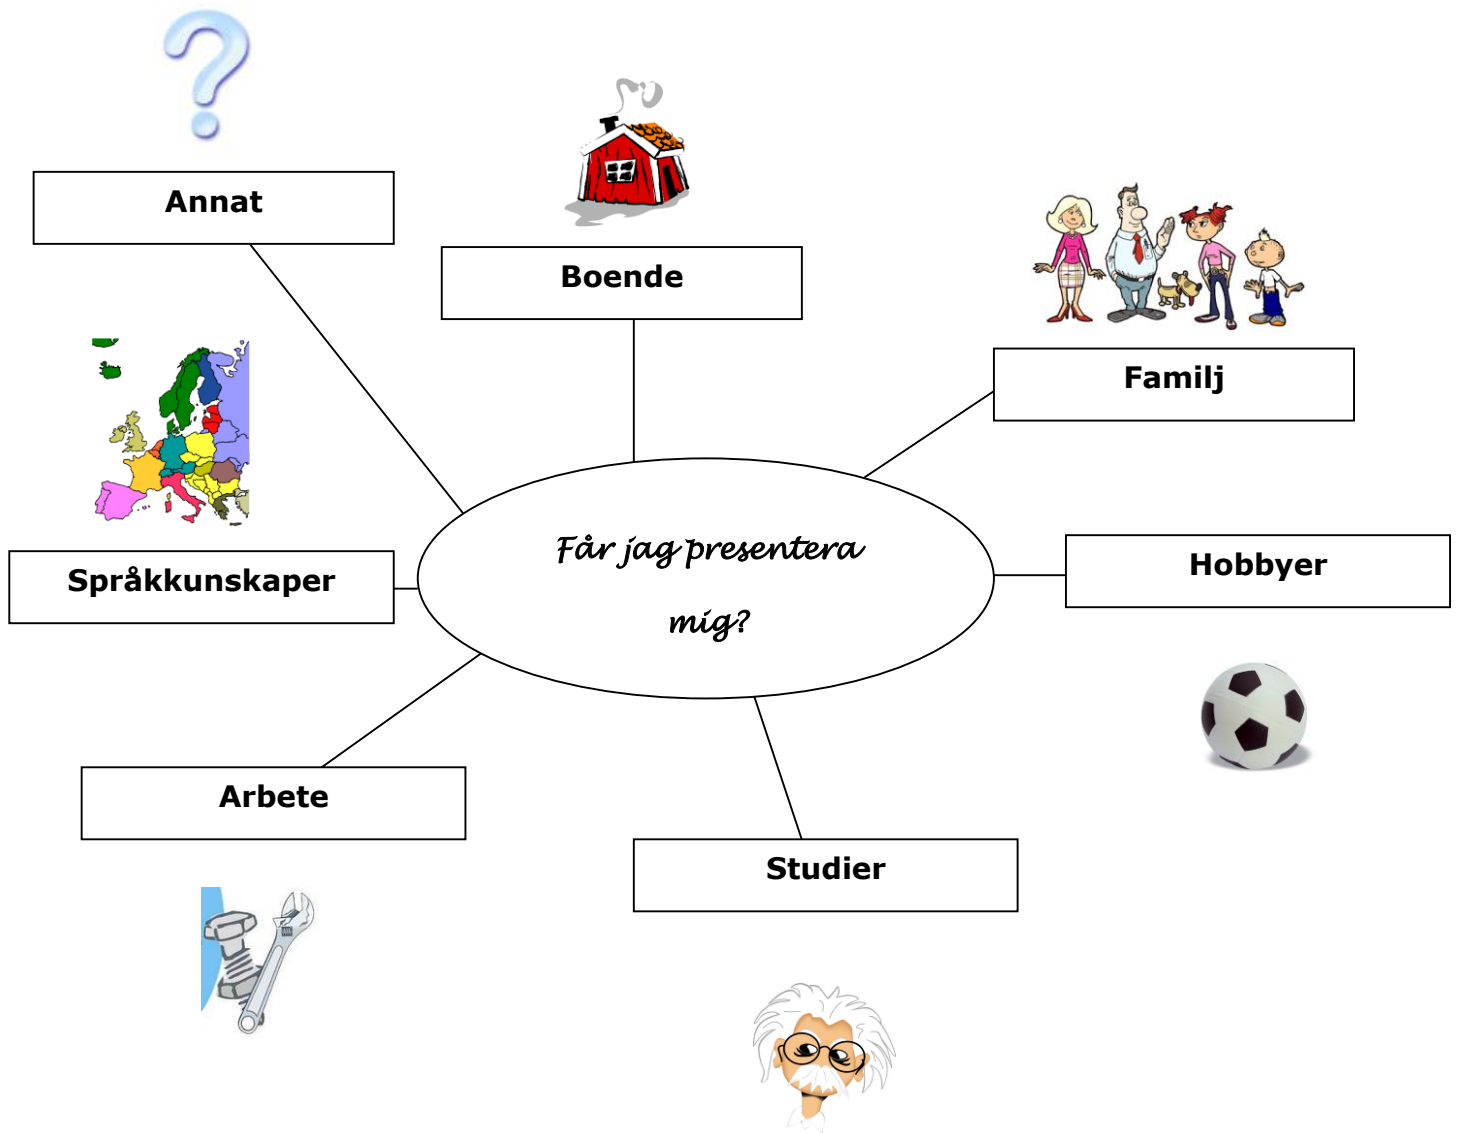 Annat
Boende
Familj
Får jag presentera
mig?
Hobbyer
Språkkunskaper
Arbete
Studier